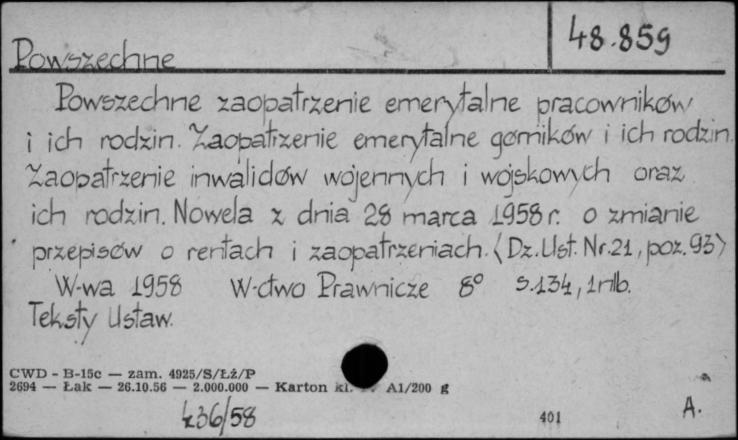 48.859
Powszechne
Powszechne zaopatrzenie emerytalne pracowników
i ich rodzin. Zaopatrzenie emerytalne górników i ich rodzin.
Zaopatrzenie inwalidów wojennych i wojskowych oraz
ich rodzin. Nowela z dnia 28 marca 1958 r. o zmianie
przepisów o rentach i zaopatrzeniach. (Dz. Ust. Nr. 21, poz. 93)
W-wa 1958 W-ctwo Prawnicze 8° s. 134, 1 nlb.
Teksty Ustaw.
CWD - B-15c — zam. 4925/S/Łż/P
2694 — Łak — 26.10.56 — 2.000.000 — Karton kl. A1/200 g
436/58
401
A.